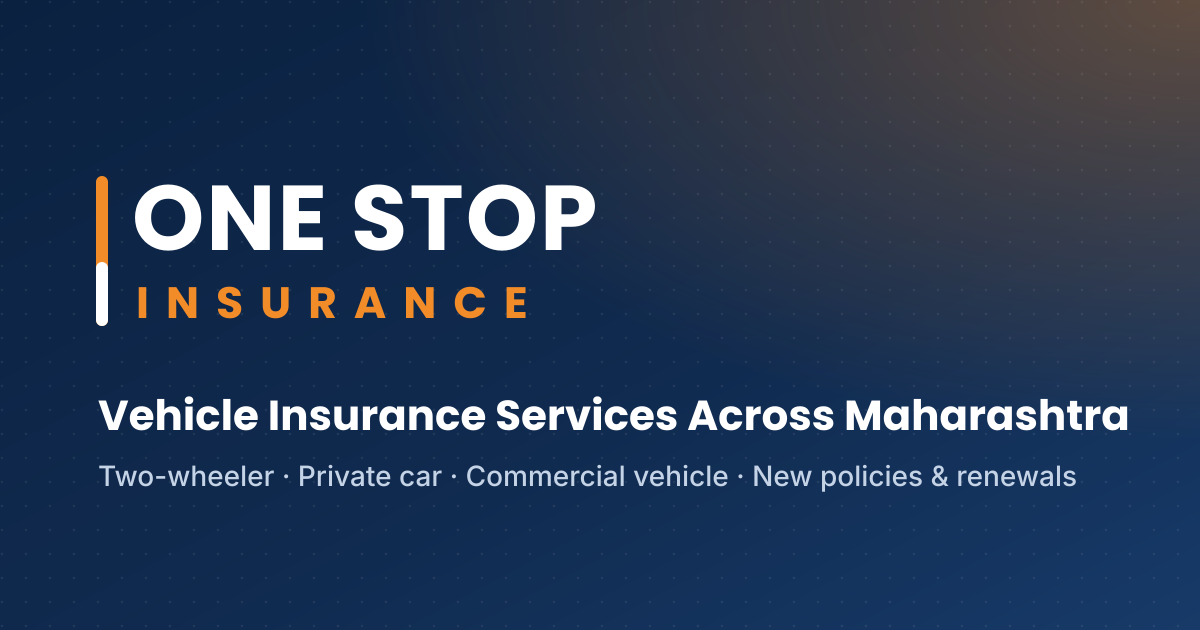 ONE STOP
INSURANCE
Vehicle Insurance Services Across Maharashtra
Two-wheeler · Private car · Commercial vehicle · New policies & renewals